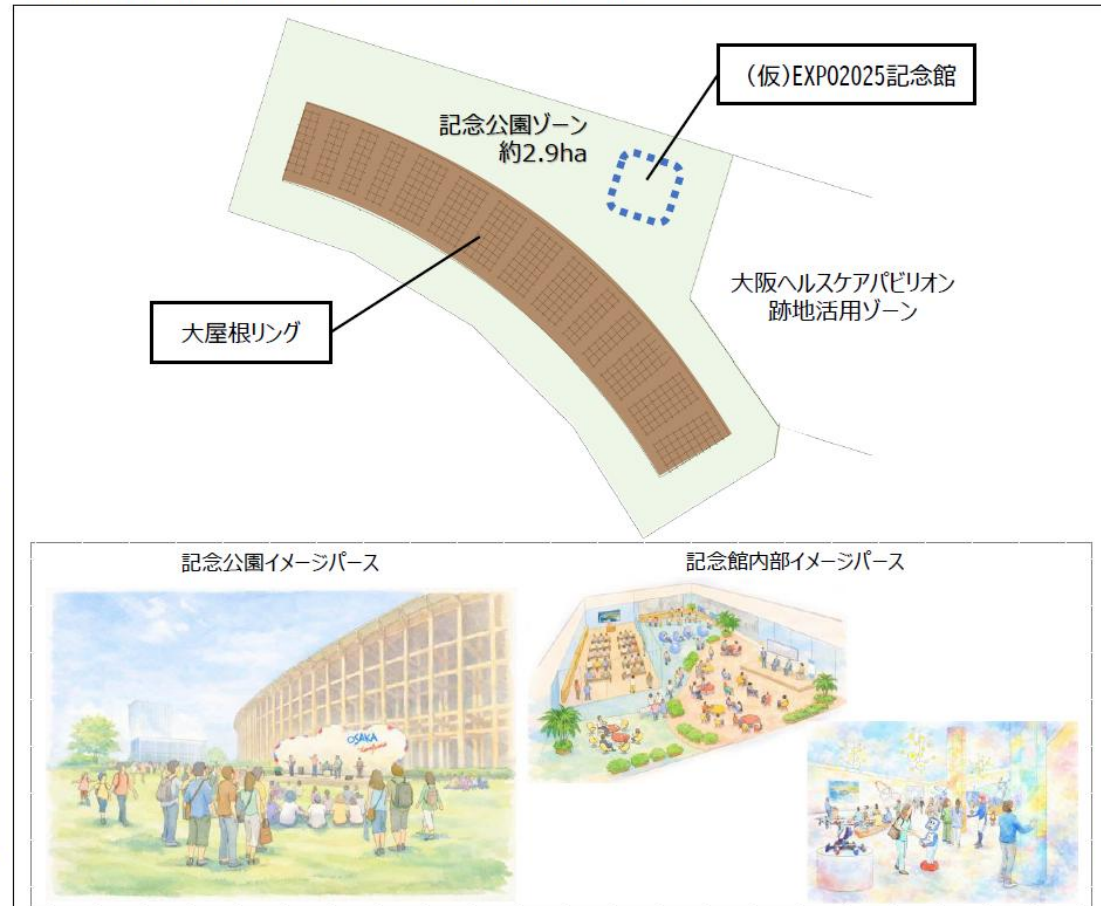 (仮)EXPO2025記念館
記念公園ゾーン
約2.9ha
大阪ヘルスケアパビリオン
跡地活用ゾーン
大屋根リング
記念公園イメージパース
記念館内部イメージパース
OSAKA